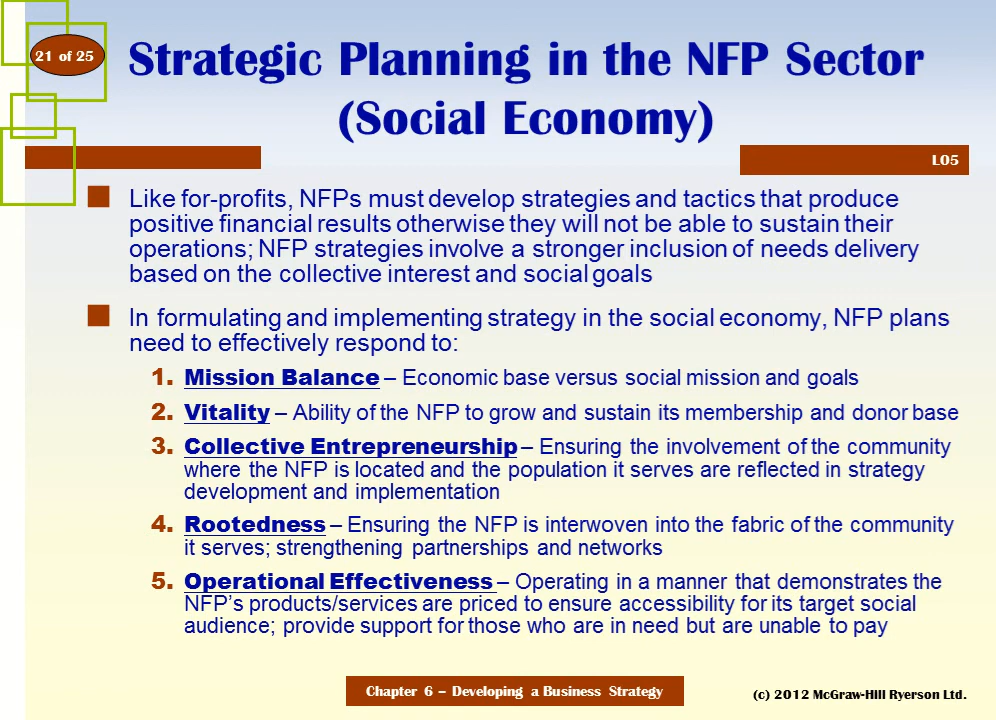 21 of 25
Strategic Planning in the NFP Sector
(Social Economy)
LO5
Like for-profits, NFPs must develop strategies and tactics that produce
positive financial results otherwise they will not be able to sustain their
operations; NFP strategies involve a stronger inclusion of needs delivery
based on the collective interest and social goals
In formulating and implementing strategy in the social economy, NFP plans
need to effectively respond to:
1. Mission Balance – Economic base versus social mission and goals
2. Vitality – Ability of the NFP to grow and sustain its membership and donor base
3. Collective Entrepreneurship – Ensuring the involvement of the community
where the NFP is located and the population it serves are reflected in strategy
development and implementation
4. Rootedness – Ensuring the NFP is interwoven into the fabric of the community
it serves; strengthening partnerships and networks
5. Operational Effectiveness – Operating in a manner that demonstrates the
NFP's products/services are priced to ensure accessibility for its target social
audience; provide support for those who are in need but are unable to pay
Chapter 6 – Developing a Business Strategy
(c) 2012 McGraw-Hill Ryerson Ltd.